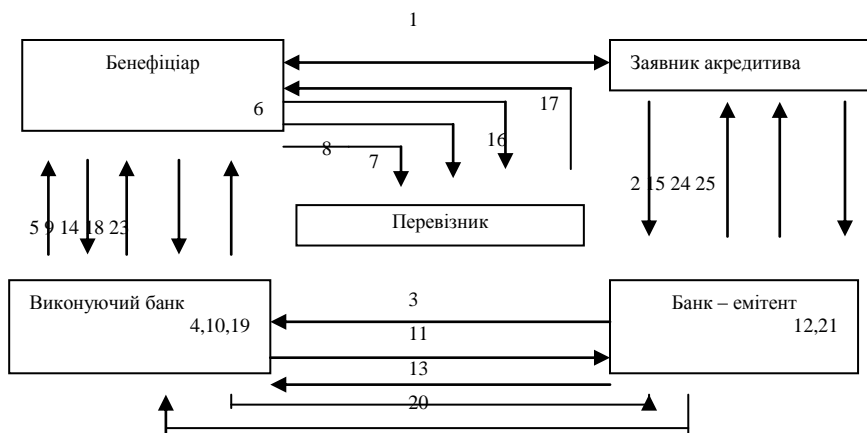 1
Бенефіціар
Заявник акредитива
6
17
8
7
16
2 15 24 25
5 9 14 18 23
Перевізник
Виконуючий банк
4,10,19
3
Банк – емітент
12,21
11
13
20